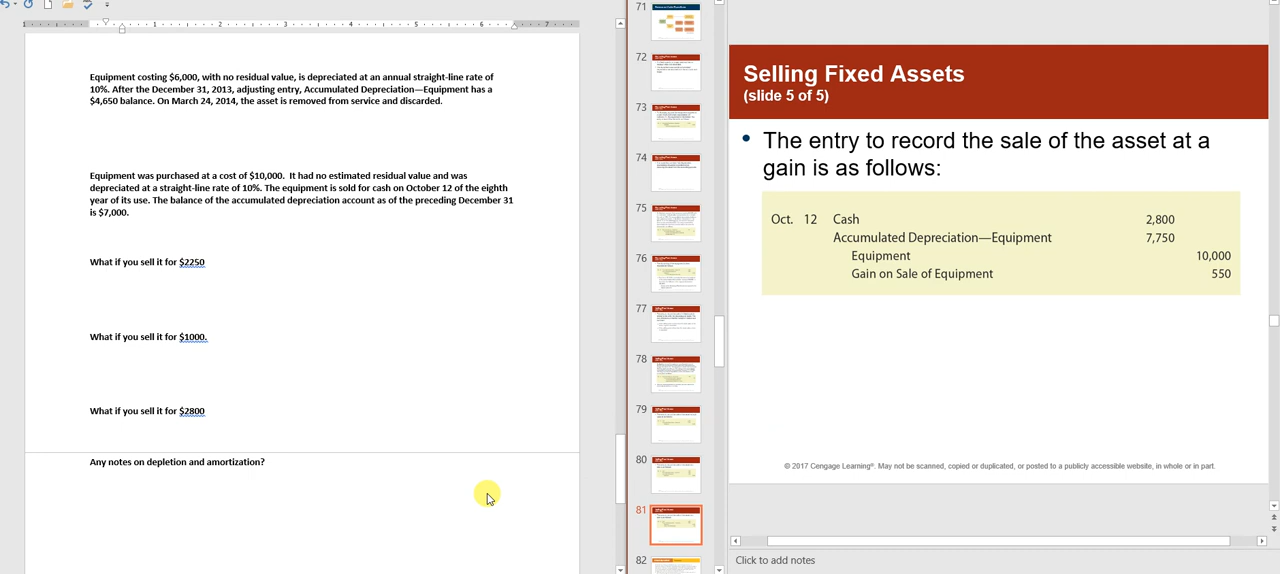 1
2
3
4
5
6
7
Equipment costing $6,000, with no residual value, is depreciated at an annual straight-line rate of
10%. After the December 31, 2013, adjusting entry, Accumulated Depreciation—Equipment has a
$4,650 balance. On March 24, 2014, the asset is removed from service and discarded.
Equipment was purchased at a cost of $10,000.  It had no estimated residual value and was
depreciated at a straight-line rate of 10%. The equipment is sold for cash on October 12 of the eighth
year of its use. The balance of the accumulated depreciation account as of the preceding December 31
is $7,000.
What if you sell it for $2250
What if you sell it for $1000.
What if you sell it for $2800
Any notes on depletion and amortization?
71
72
73
74
75
76
77
78
79
80
81
82
Selling Fixed Assets
(slide 5 of 5)
• The entry to record the sale of the asset at a
gain is as follows:
Oct. 12 Cash 2,800
Accumulated Depreciation—Equipment 7,750
Equipment 10,000
Gain on Sale of Equipment 550
© 2017 Cengage Learning®. May not be scanned, copied or duplicated, or posted to a publicly accessible website, in whole or in part.
Click to add notes